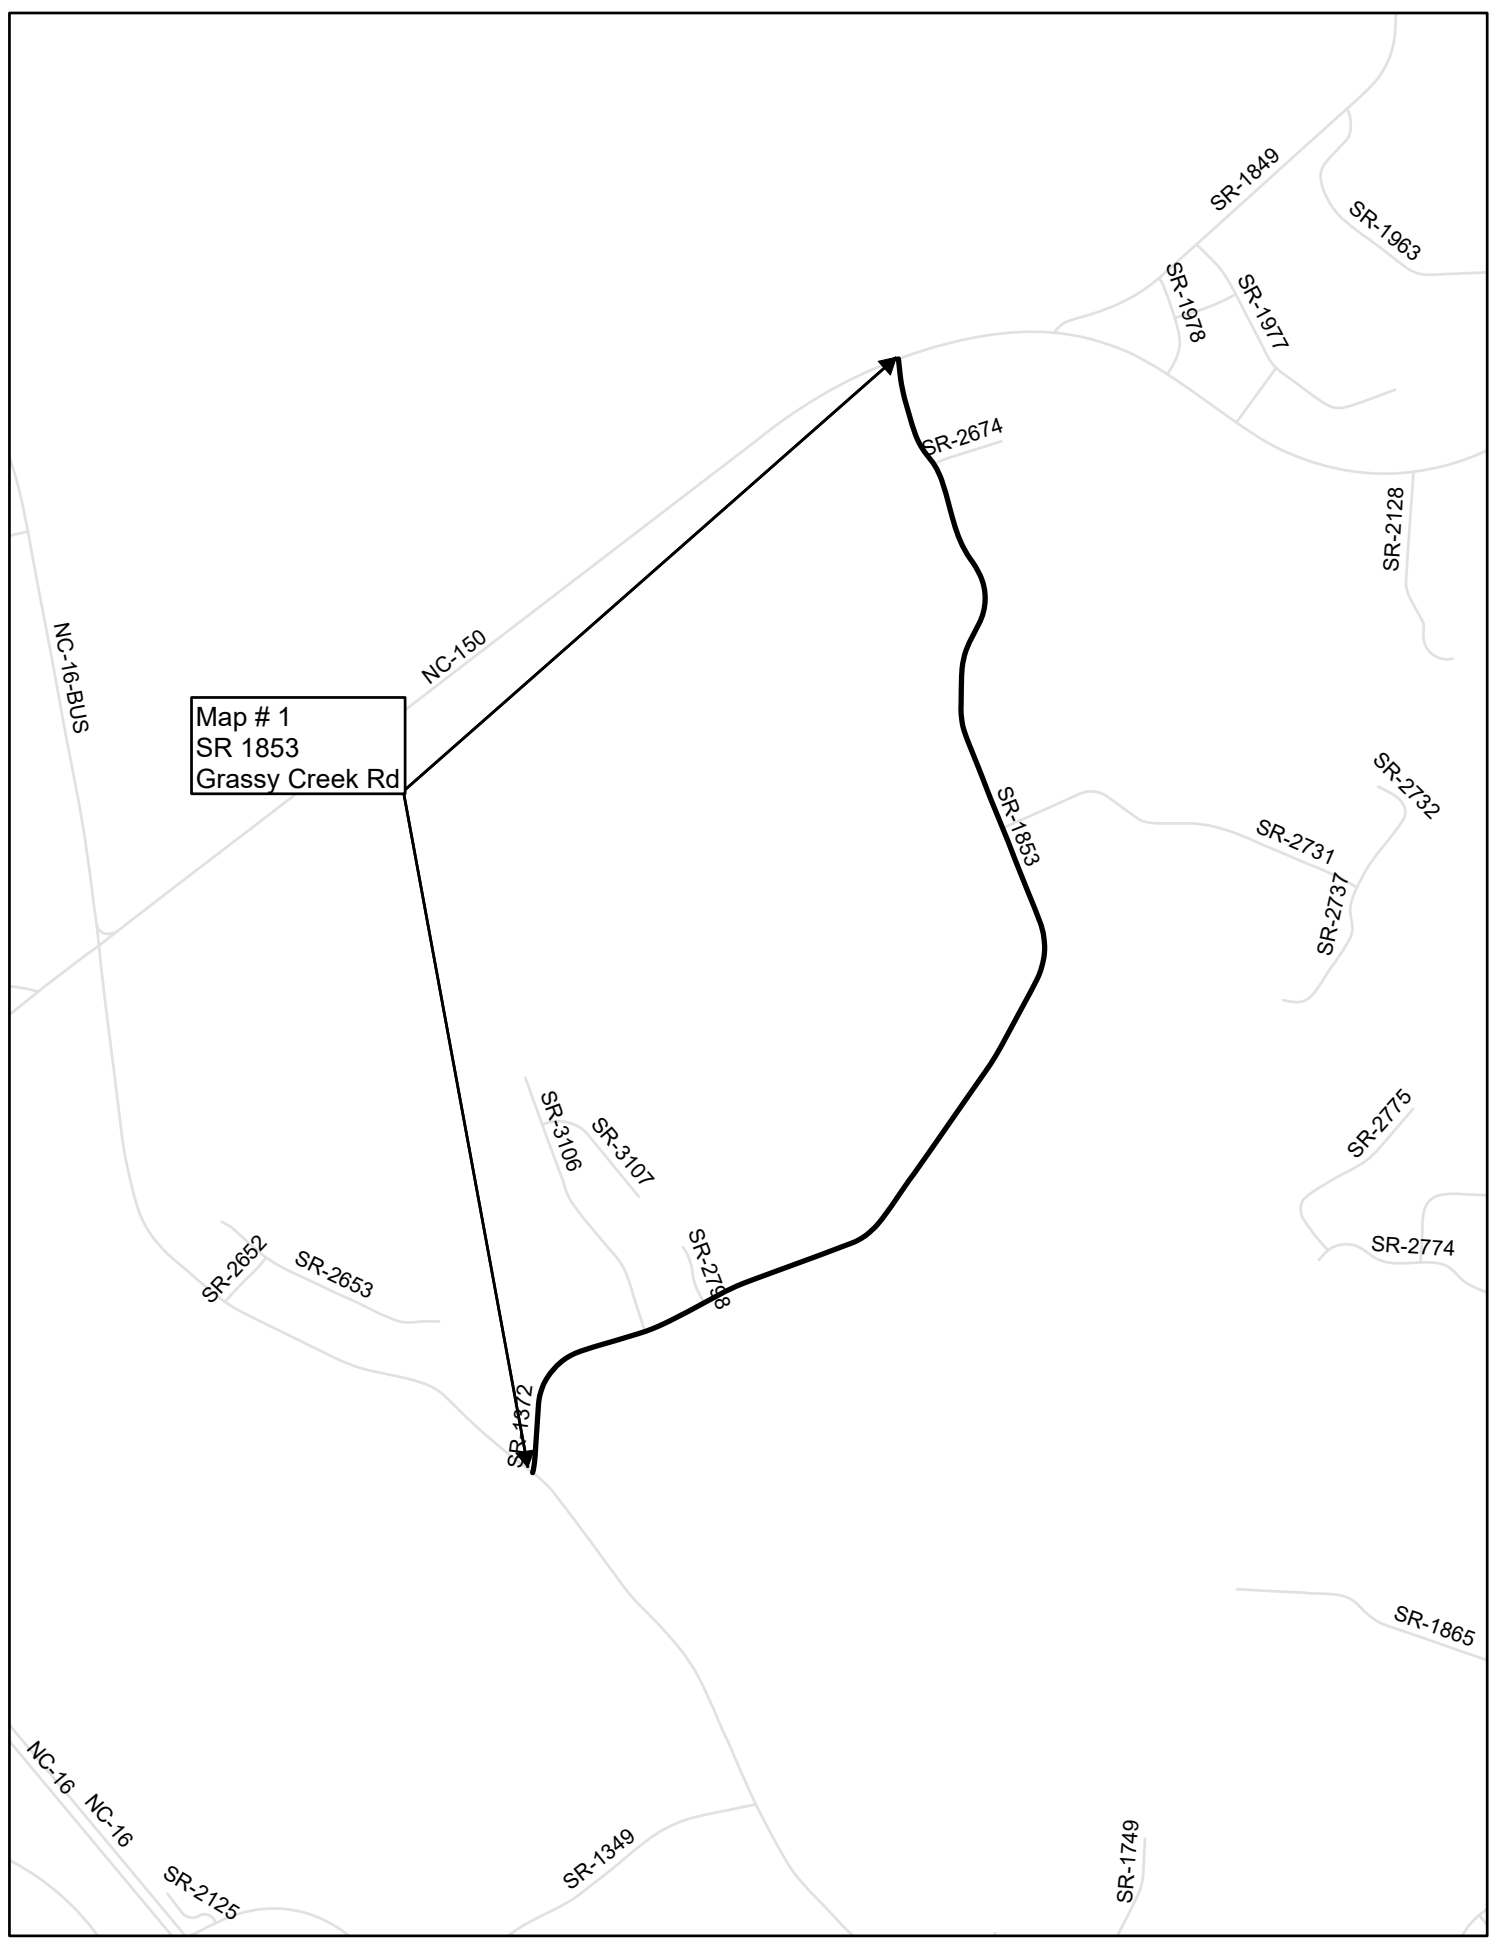 SR-1849
SR-1963
SR-1978
SR-1977
SR-2674
SR-2128
NC-16-BUS
NC-150
Map # 1
SR 1853
Grassy Creek Rd
SR-1853
SR-2732
SR-2731
SR-2737
SR-3106
SR-3107
SR-2775
SR-2652
SR-2653
SR-2798
SR-2774
SR-1372
SR-1865
NC-16
NC-16
SR-2125
SR-1349
SR-1749